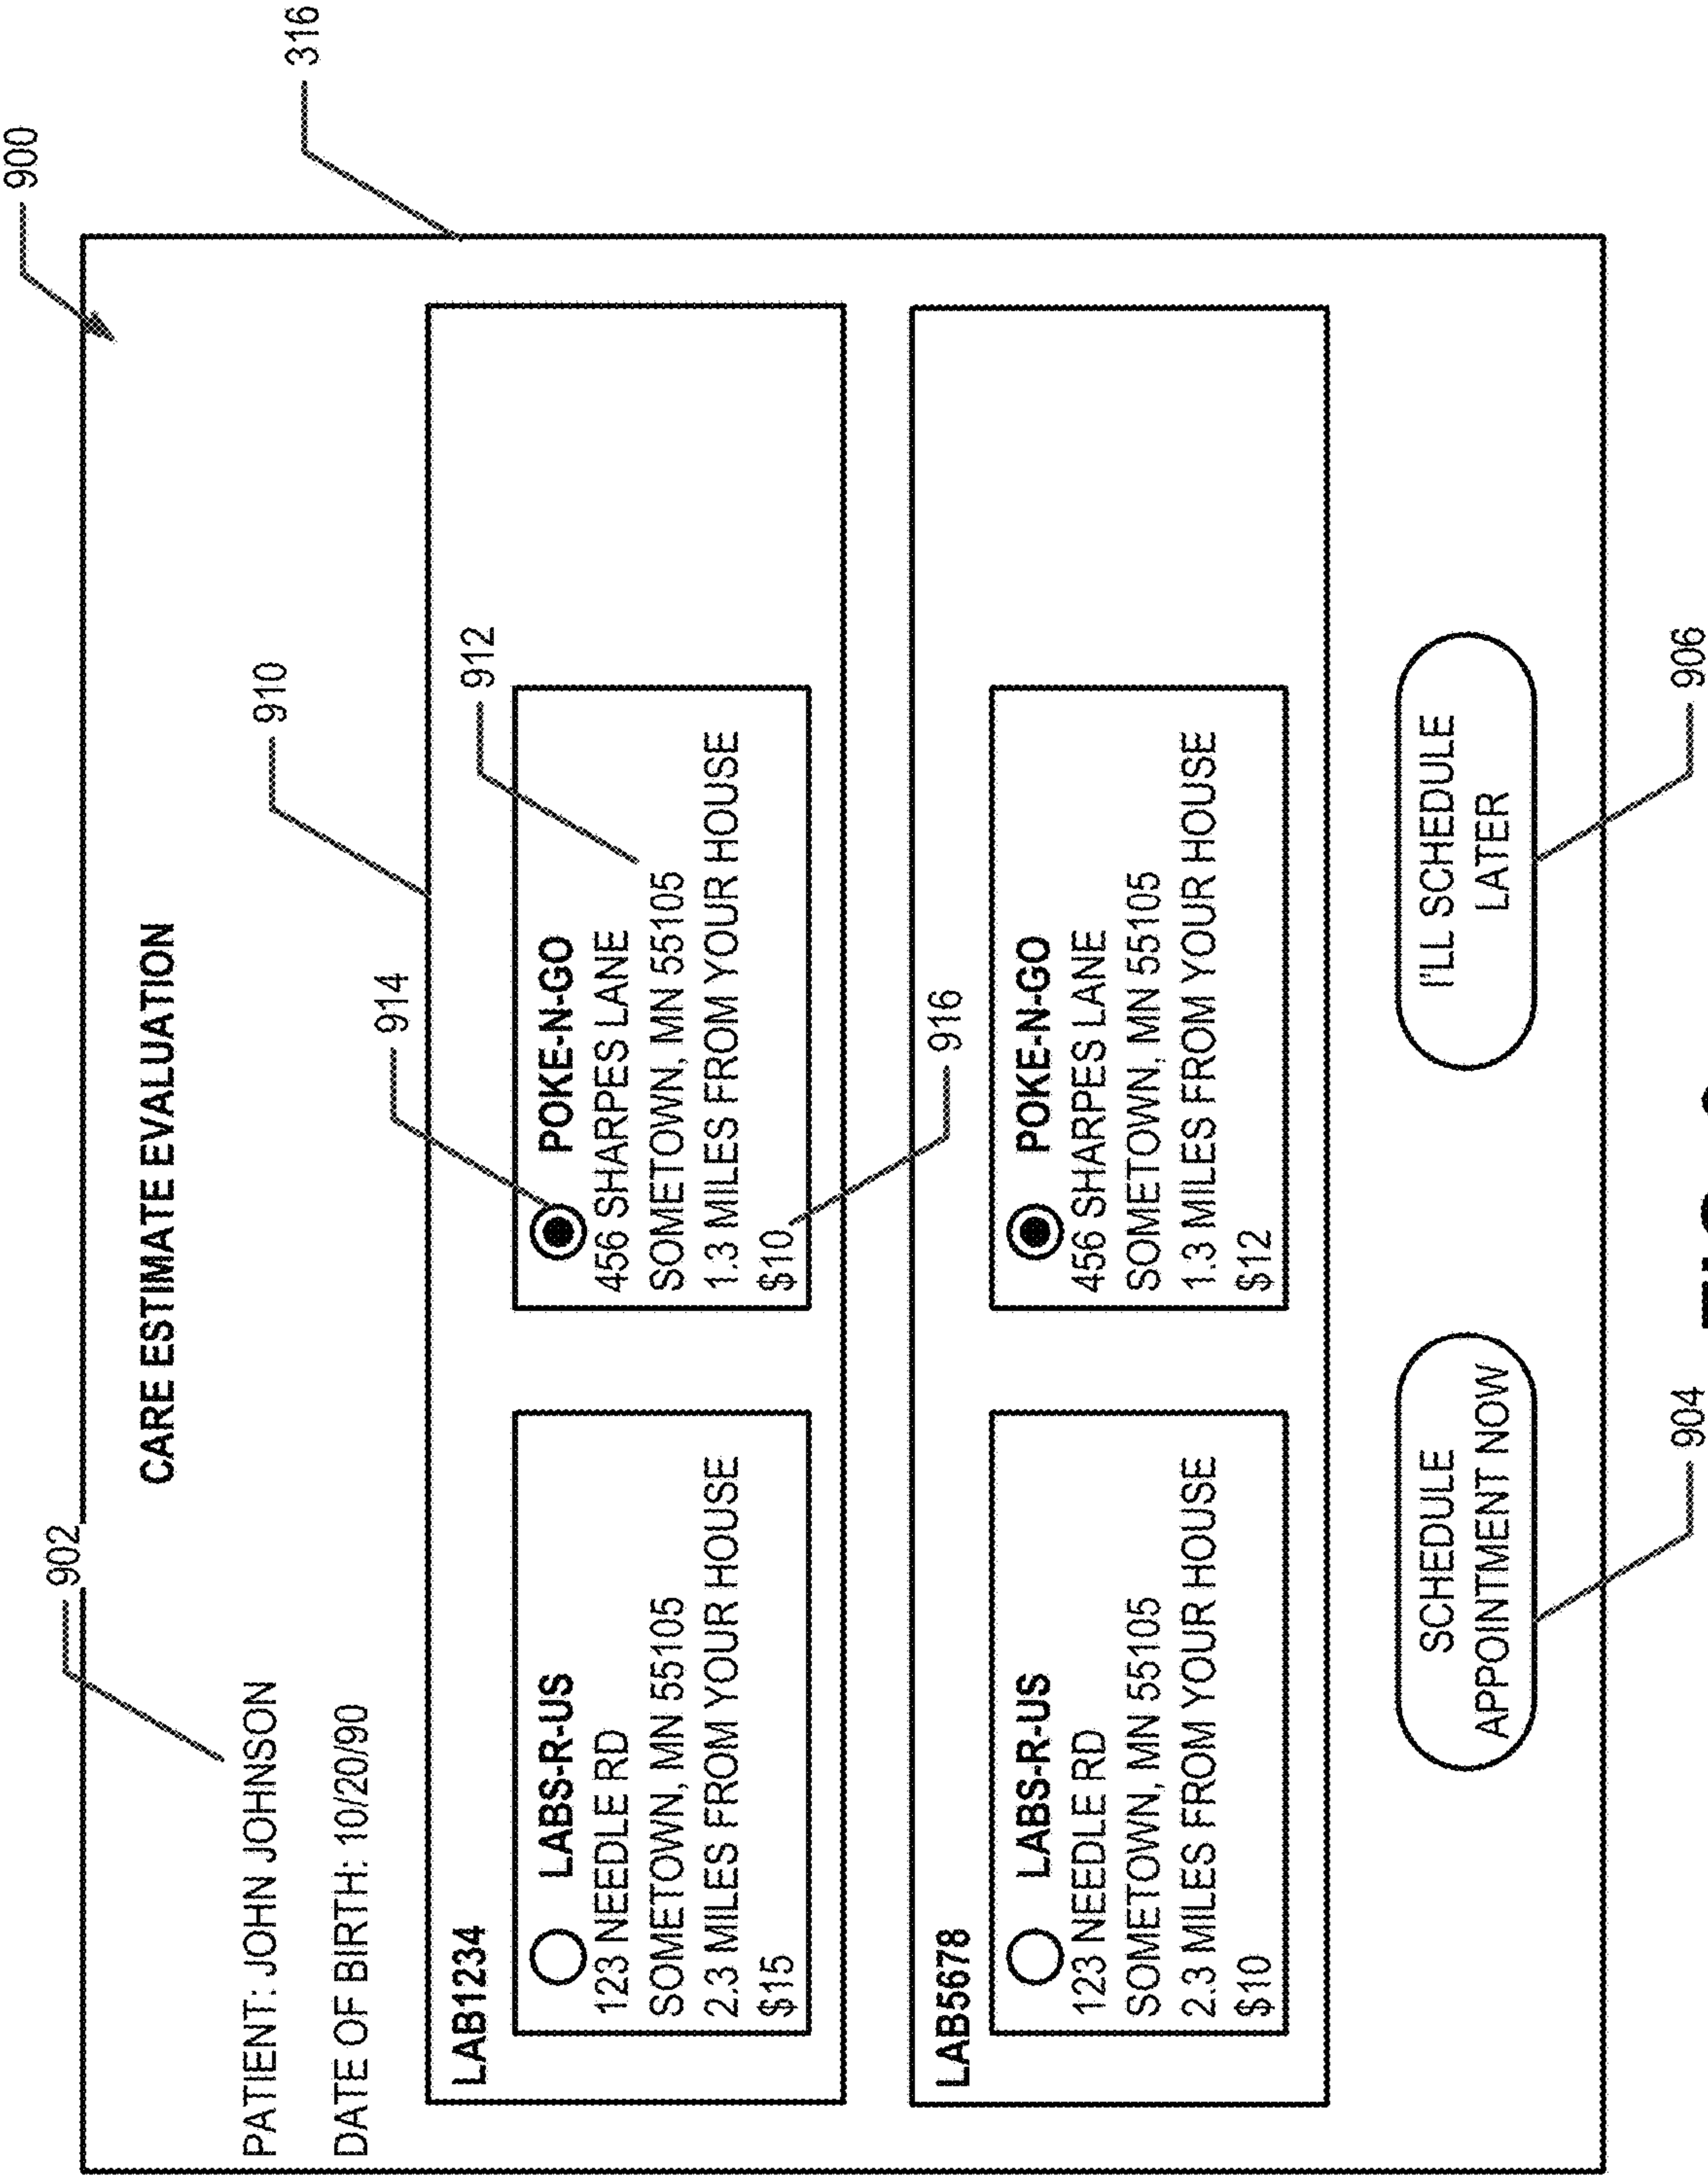 900
316
902
CARE ESTIMATE EVALUATION
PATIENT: JOHN JOHNSON
DATE OF BIRTH: 10/20/90
910
914
912
LAB1234
LABS-R-US
123 NEEDLE RD
SOMETOWN, MN 55105
2.3 MILES FROM YOUR HOUSE
$15
POKE-N-GO
456 SHARPES LANE
SOMETOWN, MN 55105
1.3 MILES FROM YOUR HOUSE
$10
916
LAB5678
LABS-R-US
123 NEEDLE RD
SOMETOWN, MN 55105
2.3 MILES FROM YOUR HOUSE
$10
POKE-N-GO
456 SHARPES LANE
SOMETOWN, MN 55105
1.3 MILES FROM YOUR HOUSE
$12
SCHEDULE
APPOINTMENT NOW
I'LL SCHEDULE
LATER
904
906